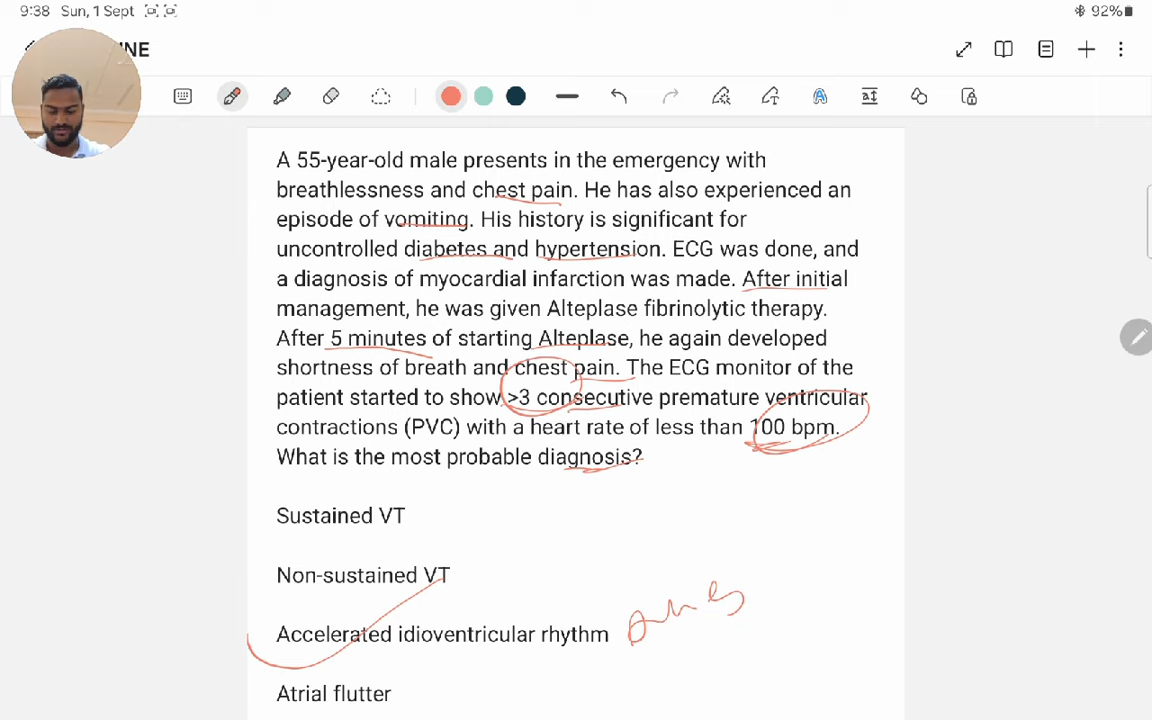 9:38 Sun, 1 Sept
92%
NE
A 55-year-old male presents in the emergency with
breathlessness and chest pain. He has also experienced an
episode of vomiting. His history is significant for
uncontrolled diabetes and hypertension. ECG was done, and
a diagnosis of myocardial infarction was made. After initial
management, he was given Alteplase fibrinolytic therapy.
After 5 minutes of starting Alteplase, he again developed
shortness of breath and chest pain. The ECG monitor of the
patient started to show >3 consecutive premature ventricular
contractions (PVC) with a heart rate of less than 100 bpm.
What is the most probable diagnosis?
Sustained VT
Non-sustained VT
Accelerated idioventricular rhythm
Atrial flutter